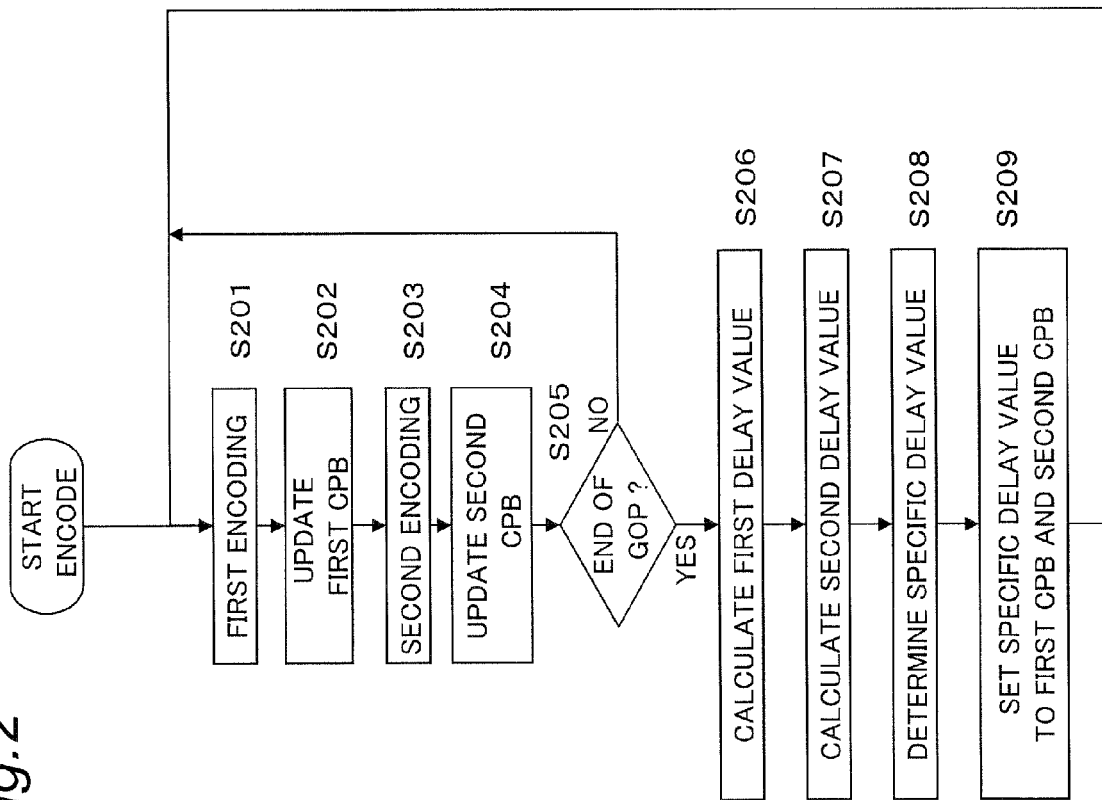 START
ENCODE
FIRST ENCODING
S201
UPDATE
FIRST CPB
S202
SECOND ENCODING
S203
UPDATE SECOND
CPB
S204
END OF
GOP ?
S205
NO
YES
CALCULATE FIRST DELAY VALUE
S206
CALCULATE SECOND DELAY VALUE
S207
DETERMINE SPECIFIC DELAY VALUE
S208
SET SPECIFIC DELAY VALUE
TO FIRST CPB AND SECOND CPB
S209